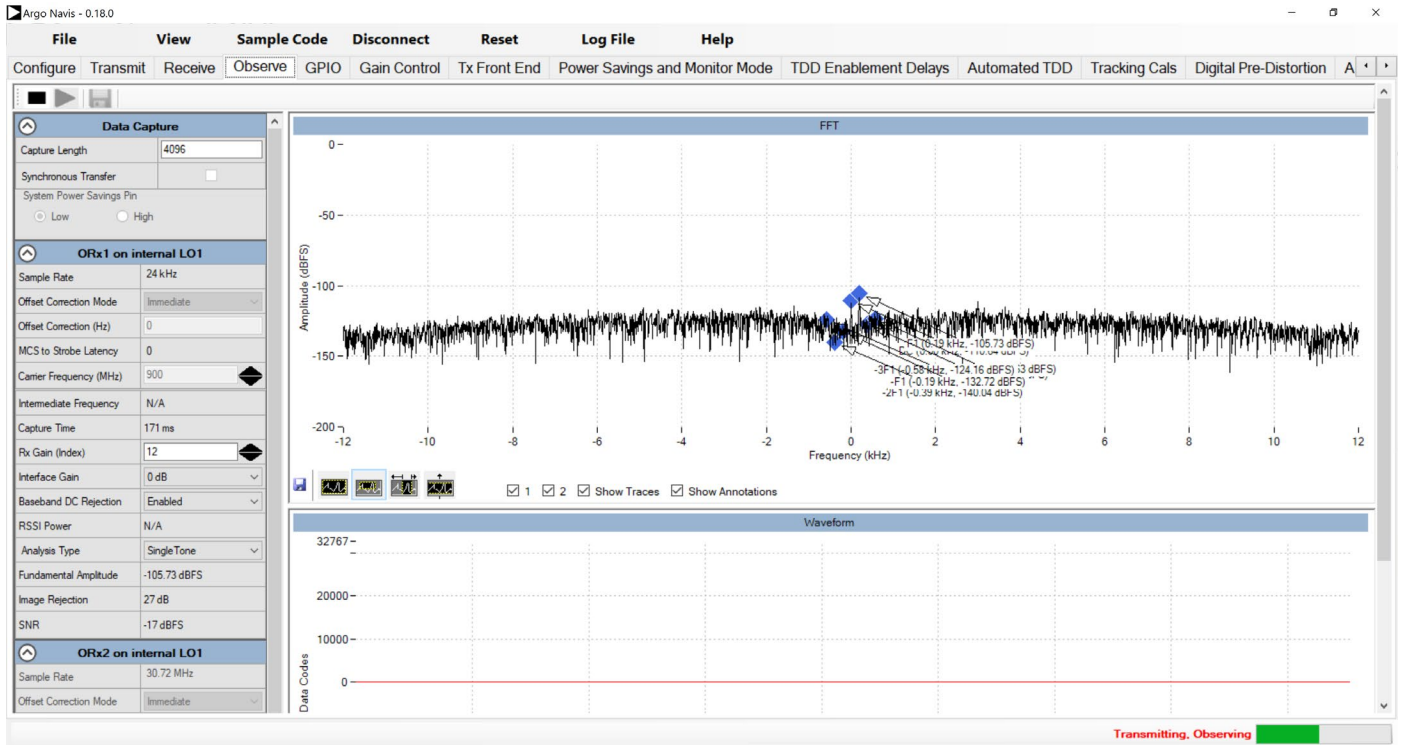 Argo Navis - 0.18.0
File View Sample Code Disconnect Reset Log File Help
Configure Transmit Receive Observe GPIO Gain Control Tx Front End Power Savings and Monitor Mode TDD Enablement Delays Automated TDD Tracking Cals Digital Pre-Distortion A
Data Capture
Capture Length 4096
Synchronous Transfer
System Power Savings Pin
Low High
ORx1 on internal LO1
Sample Rate 24 kHz
Offset Correction Mode Immediate
Offset Correction (Hz) 0
MCS to Strobe Latency 0
Carrier Frequency (MHz) 900
Intermediate Frequency N/A
Capture Time 171 ms
Rx Gain (Index) 12
Interface Gain 0 dB
Baseband DC Rejection Enabled
RSSI Power N/A
Analysis Type SingleTone
Fundamental Amplitude -105.73 dBFS
Image Rejection 27 dB
SNR -17 dBFS
ORx2 on internal LO1
Sample Rate 30.72 MHz
Offset Correction Mode Immediate
FFT
Amplitude (dBFS)
0
-50
-100
-150
-200
F1 (0.19 kHz, -105.73 dBFS)
-3F1 (-0.58 kHz, -124.16 dBFS)
3 dBFS)
-F1 (-0.19 kHz, -132.72 dBFS)
-2F1 (-0.39 kHz, -140.04 dBFS)
-12 -10 -8 -6 -4 -2 0 2 4 6 8 10 12
Frequency (kHz)
1 2 Show Traces Show Annotations
Waveform
Data Codes
32767
20000
10000
0
Transmitting, Observing